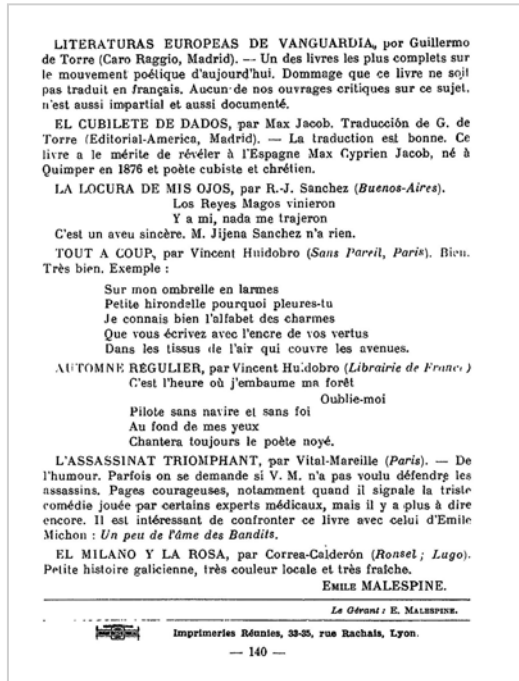 LITERATURAS EUROPEAS DE VANGUARDIA, por Guillermo
de Torre (Caro Raggio, Madrid). — Un des livres les plus complets sur
le mouvement poétique d'aujourd'hui. Dommage que ce livre ne soit
pas traduit en français. Aucun de nos ouvrages critiques sur ce sujet,
n'est aussi impartial et aussi documenté.
EL CUBILETE DE DADOS, par Max Jacob. Traducción de G. de
Torre (Editorial-America, Madrid). — La traduction est bonne. Ce
livre a le mérite de révéler à l'Espagne Max Cyprien Jacob, né à
Quimper en 1876 et poète cubiste et chrétien.
LA LOCURA DE MIS OJOS, par R.-J. Sanchez (Buenos-Aires).
Los Reyes Magos vinieron
Y a mi, nada me trajeron
C'est un aveu sincère. M. Jijena Sanchez n'a rien.
TOUT A COUP, par Vincent Huidobro (Sans Pareil, Paris). Bien.
Très bien. Exemple :
Sur mon ombrelle en larmes
Petite hirondelle pourquoi pleures-tu
Je connais bien l'alfabet des charmes
Que vous écrivez avec l'encre de vos vertus
Dans les tissus de l'air qui couvre les avenues.
AUTOMNE RÉGULIER, par Vincent Huidobro (Librairie de France)
C'est l'heure où j'embaume ma forêt
Oublie-moi
Pilote sans navire et sans foi
Au fond de mes yeux
Chantera toujours le poète noyé.
L'ASSASSINAT TRIOMPHANT, par Vital-Mareille (Paris). — De
l'humour. Parfois on se demande si V. M. n'a pas voulu défendre les
assassins. Pages courageuses, notamment quand il signale la triste
comédie jouée par certains experts médicaux, mais il y a plus à dire
encore. Il est intéressant de confronter ce livre avec celui d'Emile
Michon : Un peu de l'âme des Bandits.
EL MILANO Y LA ROSA, par Correa-Calderón (Ronsel ; Lugo).
Petite histoire galicienne, très couleur locale et très fraîche.
EMILE MALESPINE.
Le Gérant : E. MALESPINE.
Imprimeries Réunies, 33-35, rue Rachais, Lyon.
— 140 —